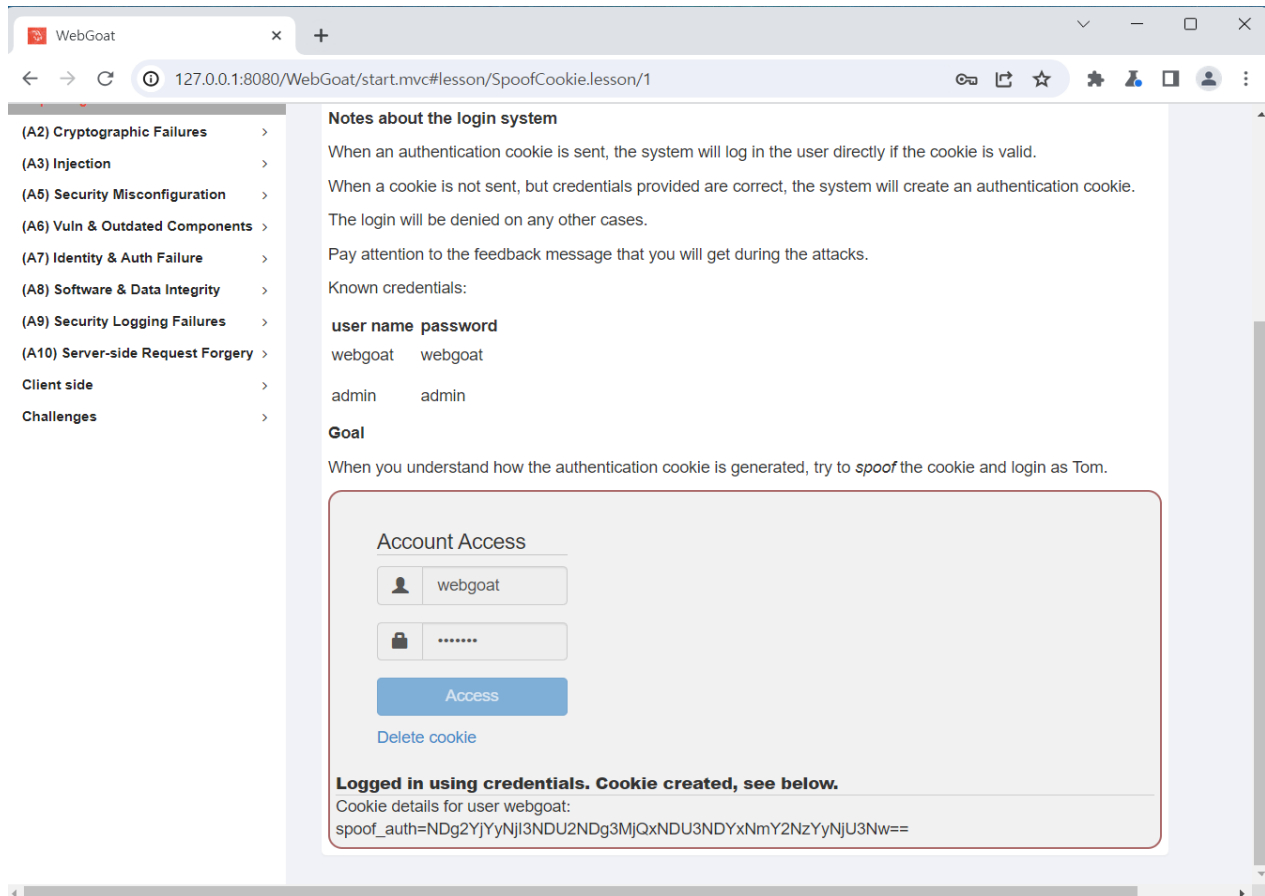 WebGoat
127.0.0.1:8080/WebGoat/start.mvc#lesson/SpoofCookie.lesson/1
(A2) Cryptographic Failures
(A3) Injection
(A5) Security Misconfiguration
(A6) Vuln & Outdated Components
(A7) Identity & Auth Failure
(A8) Software & Data Integrity
(A9) Security Logging Failures
(A10) Server-side Request Forgery
Client side
Challenges
Notes about the login system
When an authentication cookie is sent, the system will log in the user directly if the cookie is valid.
When a cookie is not sent, but credentials provided are correct, the system will create an authentication cookie.
The login will be denied on any other cases.
Pay attention to the feedback message that you will get during the attacks.
Known credentials:
user name password
webgoat webgoat
admin admin
Goal
When you understand how the authentication cookie is generated, try to spoof the cookie and login as Tom.
Account Access
webgoat
•••••••
Access
Delete cookie
Logged in using credentials. Cookie created, see below.
Cookie details for user webgoat:
spoof_auth=NDg2YjYyNjI3NDU2NDg3MjQxNDU3NDYxNmY2NzYyNjU3Nw==